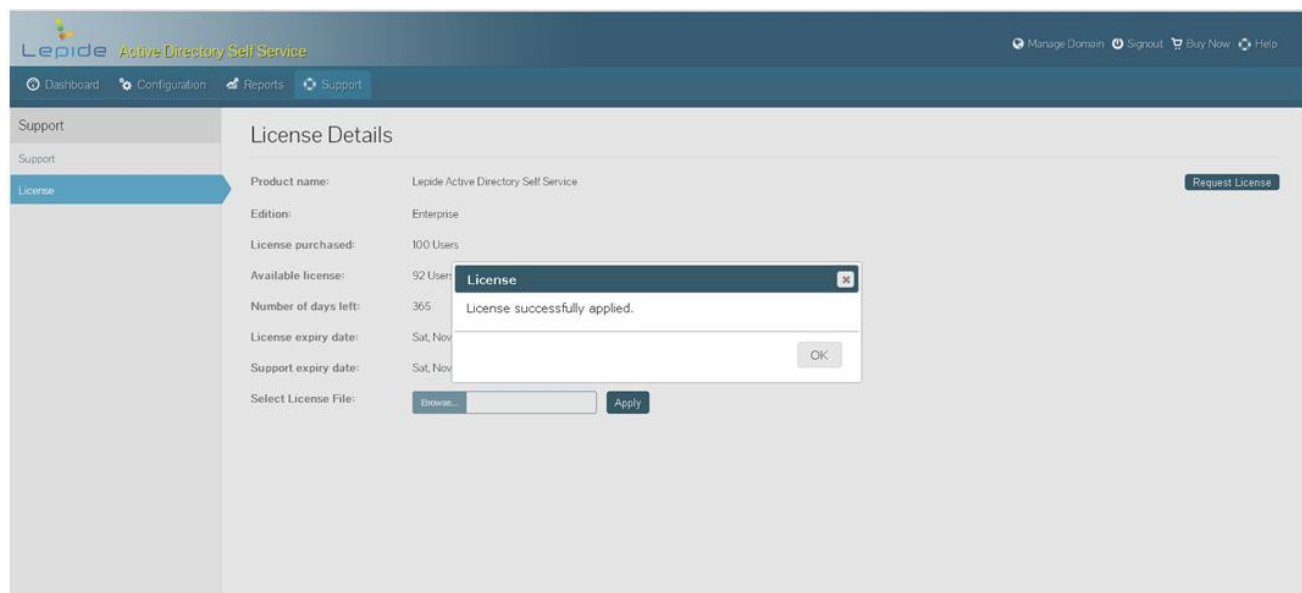 Lepide Active Directory Self Service
Manage Domain Signout Buy Now Help
Dashboard Configuration Reports Support
Support
Support
License
License Details
Product name: Lepide Active Directory Self Service
Request License
Edition: Enterprise
License purchased: 100 Users
Available license: 92 User
Number of days left: 365
License expiry date: Sat, Nov
Support expiry date: Sat, Nov
Select License File: Browse... Apply
License
License successfully applied.
OK